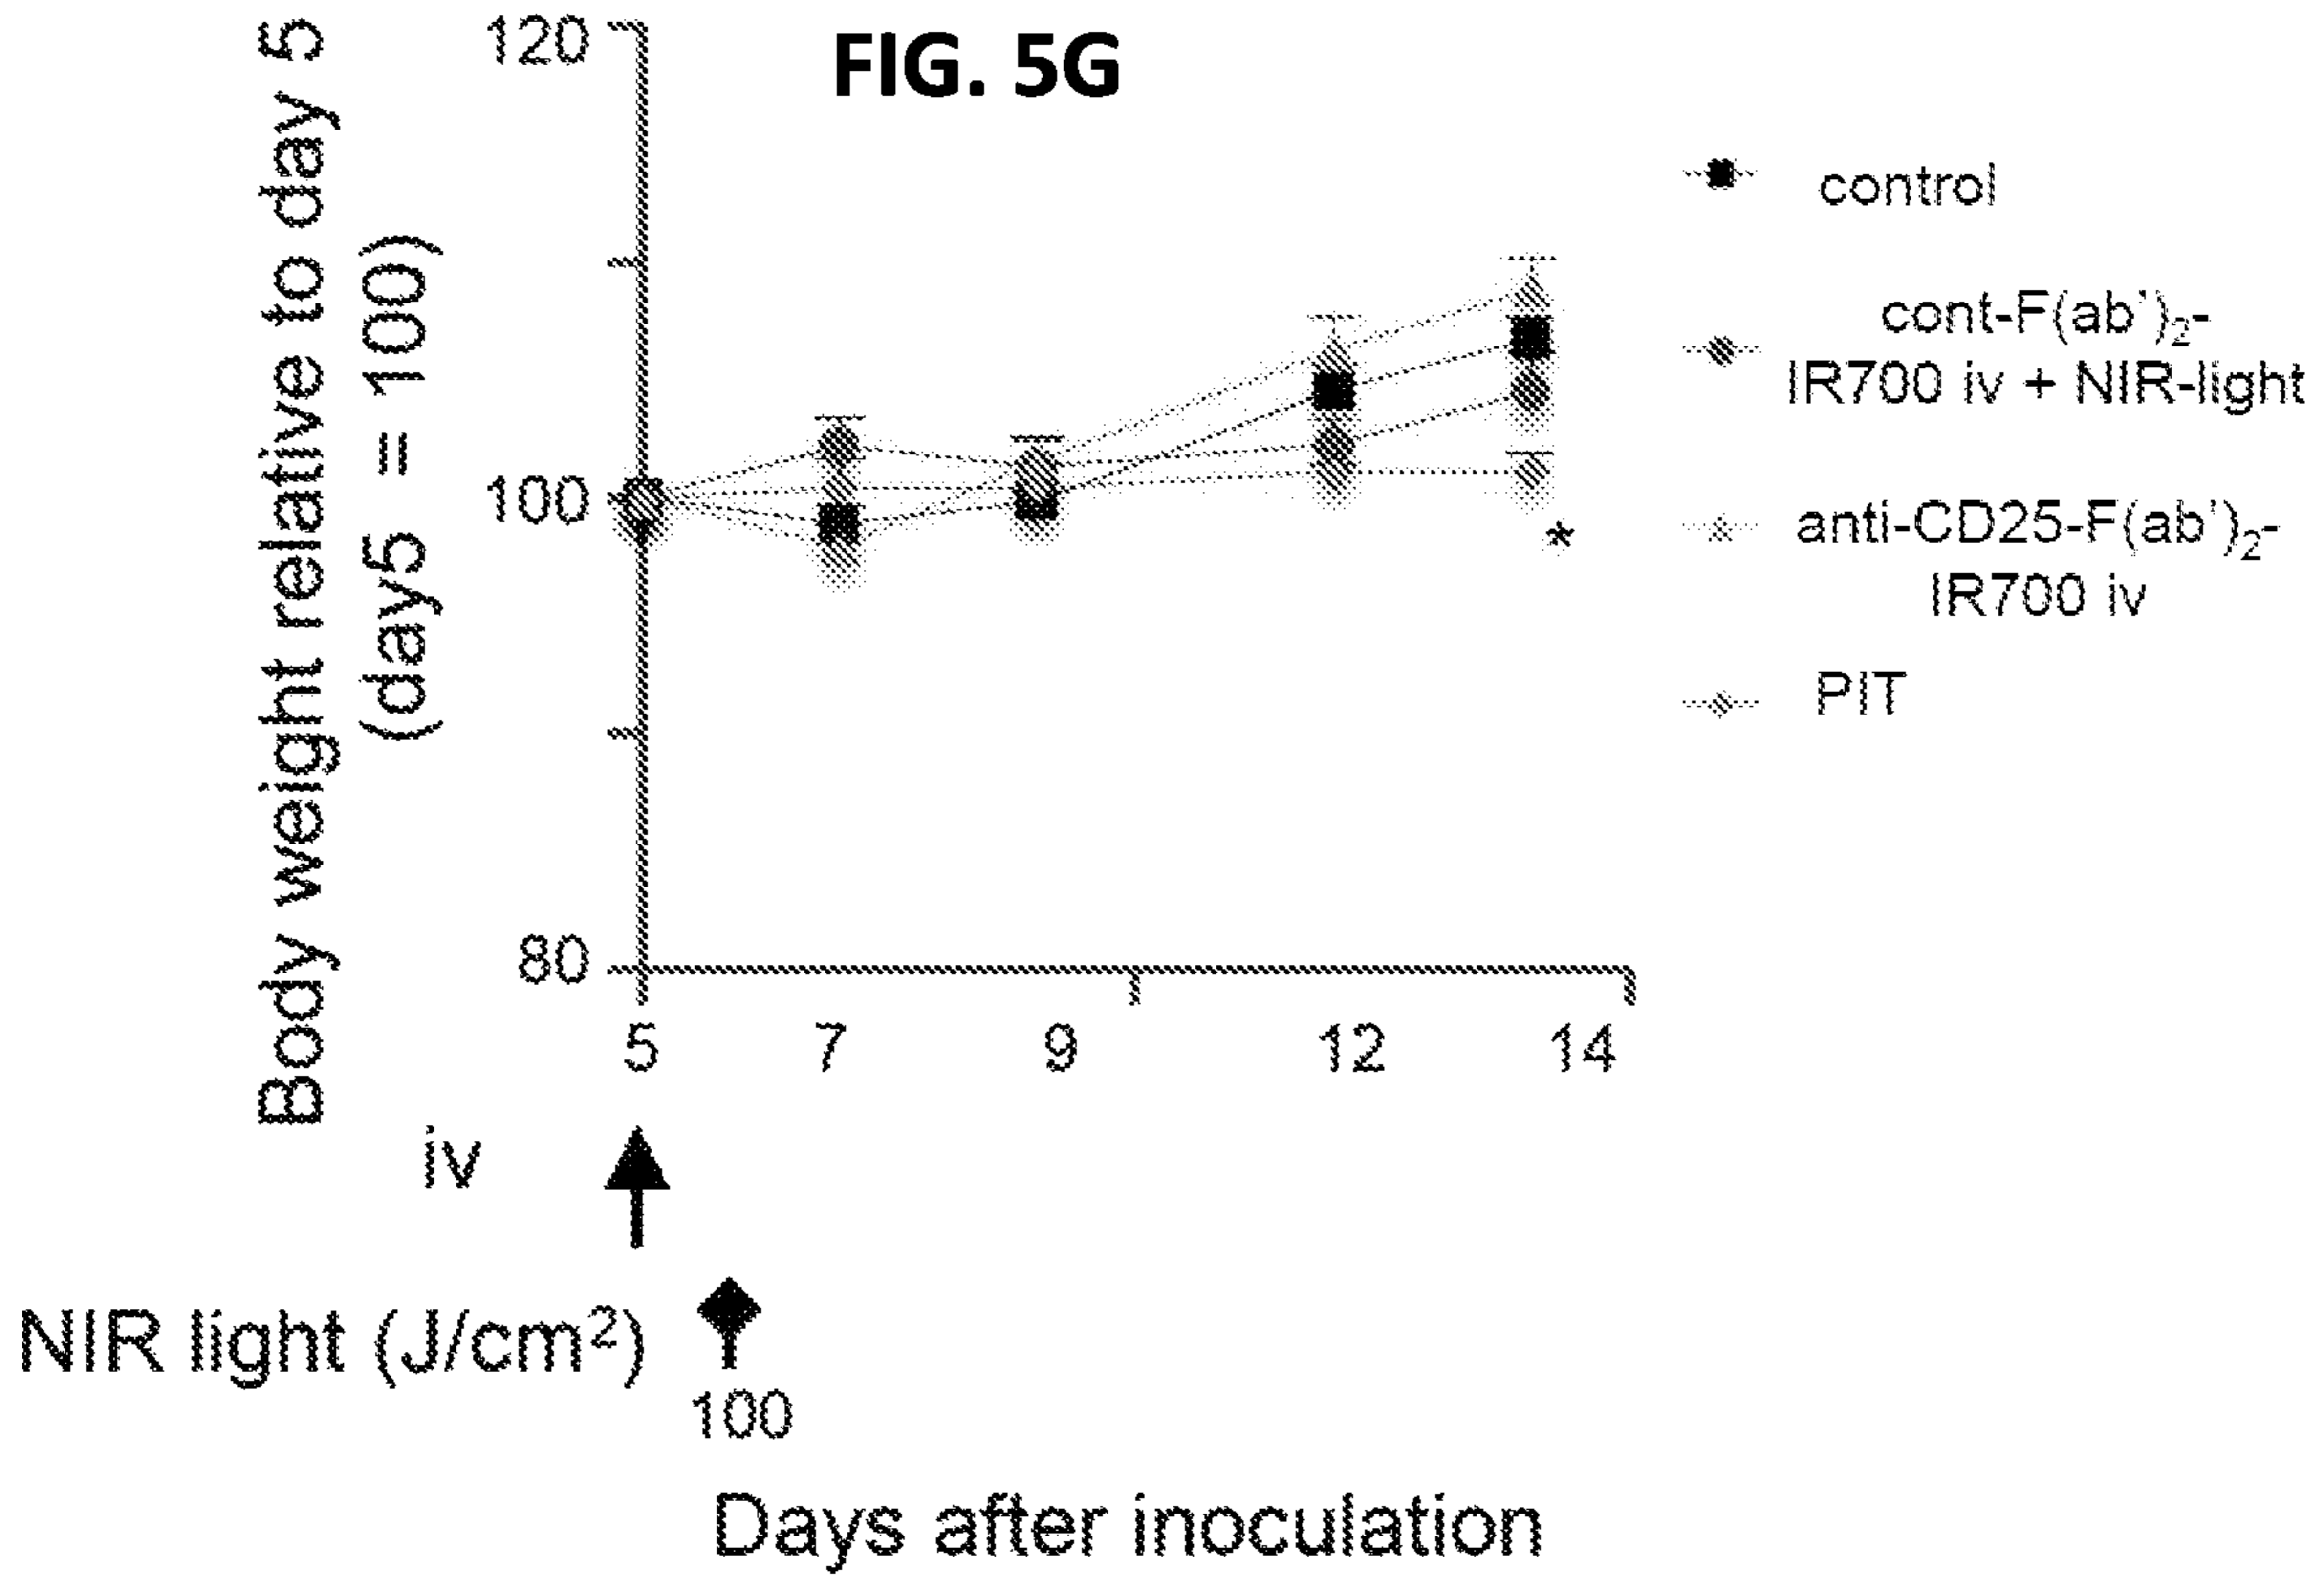 FIG. 5G
Body weight relative to day 5
(day5 = 100)
120
100
80
5 7 9 12 14
control
cont-F(ab')2-
IR700 iv + NIR-light
anti-CD25-F(ab')2-
IR700 iv
PIT
*
iv
NIR light (J/cm²)
100
Days after inoculation